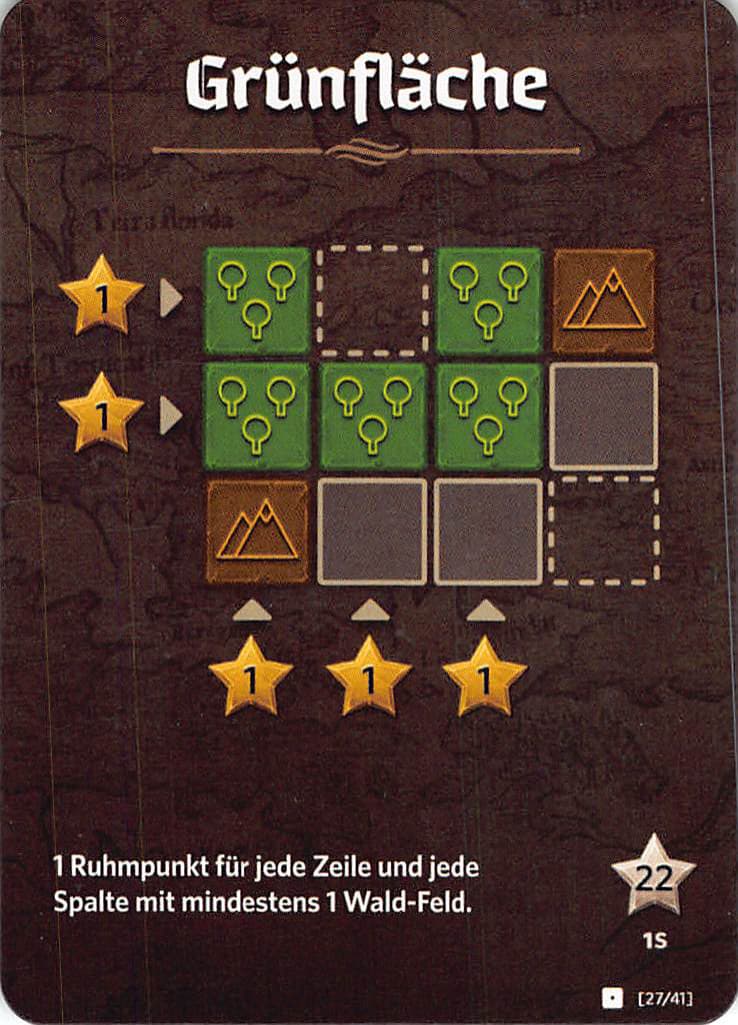 Grünfläche
1
1
1 1 1
1 Ruhmpunkt für jede Zeile und jede
Spalte mit mindestens 1 Wald-Feld.
22
1S
[27/41]